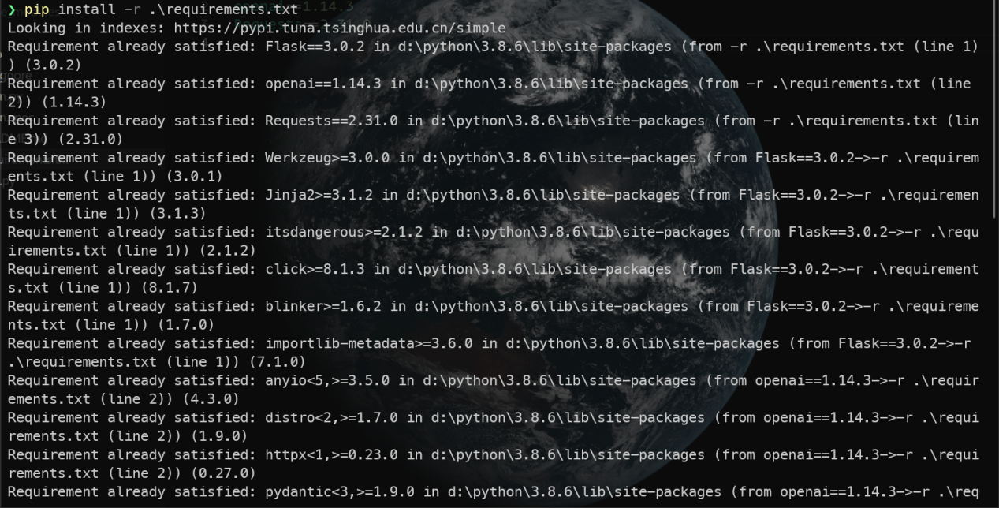 ❯ pip install -r .\requirements.txt
Looking in indexes: https://pypi.tuna.tsinghua.edu.cn/simple
Requirement already satisfied: Flask==3.0.2 in d:\python\3.8.6\lib\site-packages (from -r .\requirements.txt (line 1)
) (3.0.2)
Requirement already satisfied: openai==1.14.3 in d:\python\3.8.6\lib\site-packages (from -r .\requirements.txt (line
2)) (1.14.3)
Requirement already satisfied: Requests==2.31.0 in d:\python\3.8.6\lib\site-packages (from -r .\requirements.txt (lin
e 3)) (2.31.0)
Requirement already satisfied: Werkzeug>=3.0.0 in d:\python\3.8.6\lib\site-packages (from Flask==3.0.2->-r .\requirem
ents.txt (line 1)) (3.0.1)
Requirement already satisfied: Jinja2>=3.1.2 in d:\python\3.8.6\lib\site-packages (from Flask==3.0.2->-r .\requiremen
ts.txt (line 1)) (3.1.3)
Requirement already satisfied: itsdangerous>=2.1.2 in d:\python\3.8.6\lib\site-packages (from Flask==3.0.2->-r .\requ
irements.txt (line 1)) (2.1.2)
Requirement already satisfied: click>=8.1.3 in d:\python\3.8.6\lib\site-packages (from Flask==3.0.2->-r .\requirement
s.txt (line 1)) (8.1.7)
Requirement already satisfied: blinker>=1.6.2 in d:\python\3.8.6\lib\site-packages (from Flask==3.0.2->-r .\requireme
nts.txt (line 1)) (1.7.0)
Requirement already satisfied: importlib-metadata>=3.6.0 in d:\python\3.8.6\lib\site-packages (from Flask==3.0.2->-r
.\requirements.txt (line 1)) (7.1.0)
Requirement already satisfied: anyio<5,>=3.5.0 in d:\python\3.8.6\lib\site-packages (from openai==1.14.3->-r .\requir
ements.txt (line 2)) (4.3.0)
Requirement already satisfied: distro<2,>=1.7.0 in d:\python\3.8.6\lib\site-packages (from openai==1.14.3->-r .\requi
rements.txt (line 2)) (1.9.0)
Requirement already satisfied: httpx<1,>=0.23.0 in d:\python\3.8.6\lib\site-packages (from openai==1.14.3->-r .\requi
rements.txt (line 2)) (0.27.0)
Requirement already satisfied: pydantic<3,>=1.9.0 in d:\python\3.8.6\lib\site-packages (from openai==1.14.3->-r .\req